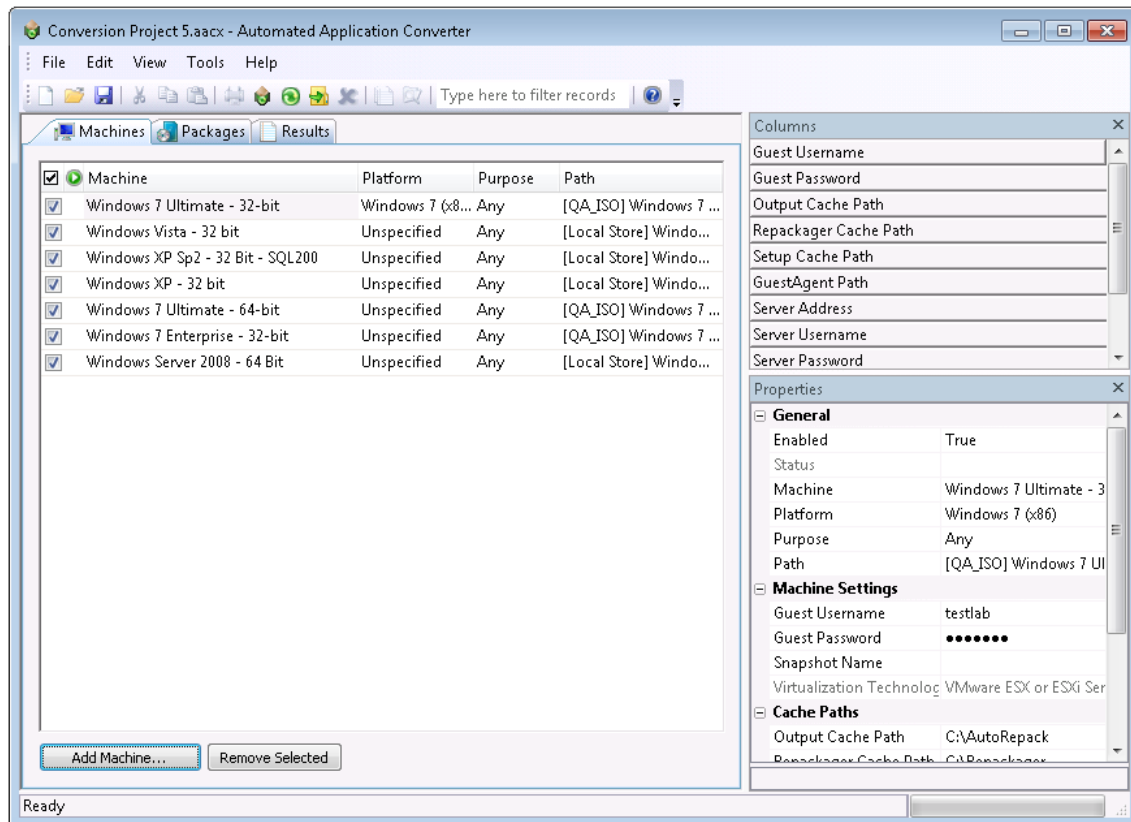 Conversion Project 5.aacx - Automated Application Converter
File Edit View Tools Help
Type here to filter records
Machines Packages Results
Machine Platform Purpose Path
Windows 7 Ultimate - 32-bit Windows 7 (x8... Any [QA_ISO] Windows 7 ...
Windows Vista - 32 bit Unspecified Any [Local Store] Windo...
Windows XP Sp2 - 32 Bit - SQL200 Unspecified Any [Local Store] Windo...
Windows XP - 32 bit Unspecified Any [Local Store] Windo...
Windows 7 Ultimate - 64-bit Unspecified Any [QA_ISO] Windows 7 ...
Windows 7 Enterprise - 32-bit Unspecified Any [QA_ISO] Windows 7 ...
Windows Server 2008 - 64 Bit Unspecified Any [Local Store] Windo...
Add Machine... Remove Selected
Columns
Guest Username
Guest Password
Output Cache Path
Repackager Cache Path
Setup Cache Path
GuestAgent Path
Server Address
Server Username
Server Password
Properties
General
Enabled True
Status
Machine Windows 7 Ultimate - 3
Platform Windows 7 (x86)
Purpose Any
Path [QA_ISO] Windows 7 Ul
Machine Settings
Guest Username testlab
Guest Password ●●●●●●●
Snapshot Name
Virtualization Technolog VMware ESX or ESXi Ser
Cache Paths
Output Cache Path C:\AutoRepack
Repackager Cache Path C:\Repackager
Ready